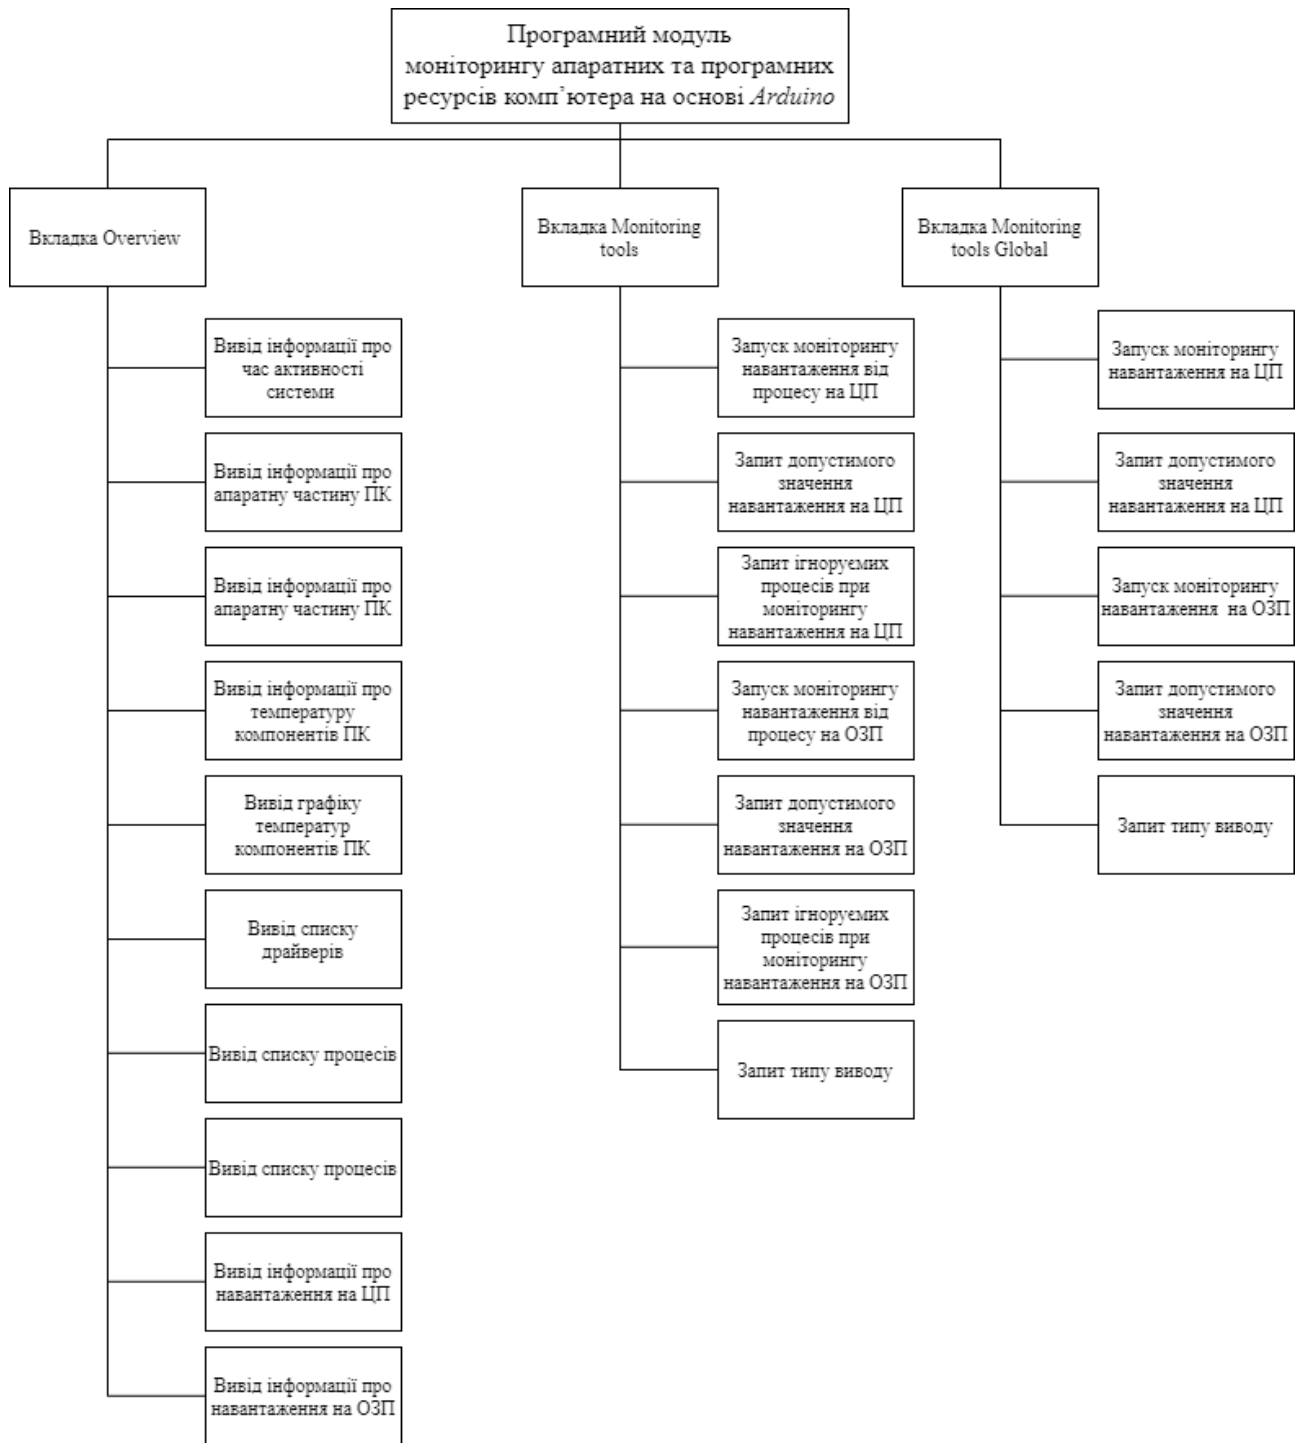 Програмний модуль
моніторингу апаратних та програмних
ресурсів комп’ютера на основі Arduino
Вкладка Overview
Вкладка Monitoring
tools
Вкладка Monitoring
tools Global
Вивід інформації про
час активності
системи
Вивід інформації про
апаратну частину ПК
Вивід інформації про
апаратну частину ПК
Вивід інформації про
температуру
компонентів ПК
Вивід графіку
температур
компонентів ПК
Вивід списку
драйверів
Вивід списку процесів
Вивід списку процесів
Вивід інформації про
навантаження на ЦП
Вивід інформації про
навантаження на ОЗП
Запуск моніторингу
навантаження від
процесу на ЦП
Запит допустимого
значення
навантаження на ЦП
Запит ігноруємих
процесів при
моніторингу
навантаження на ЦП
Запуск моніторингу
навантаження від
процесу на ОЗП
Запит допустимого
значення
навантаження на ОЗП
Запит ігноруємих
процесів при
моніторингу
навантаження на ОЗП
Запит типу виводу
Запуск моніторингу
навантаження на ЦП
Запит допустимого
значення
навантаження на ЦП
Запуск моніторингу
навантаження на ОЗП
Запит допустимого
значення
навантаження на ОЗП
Запит типу виводу